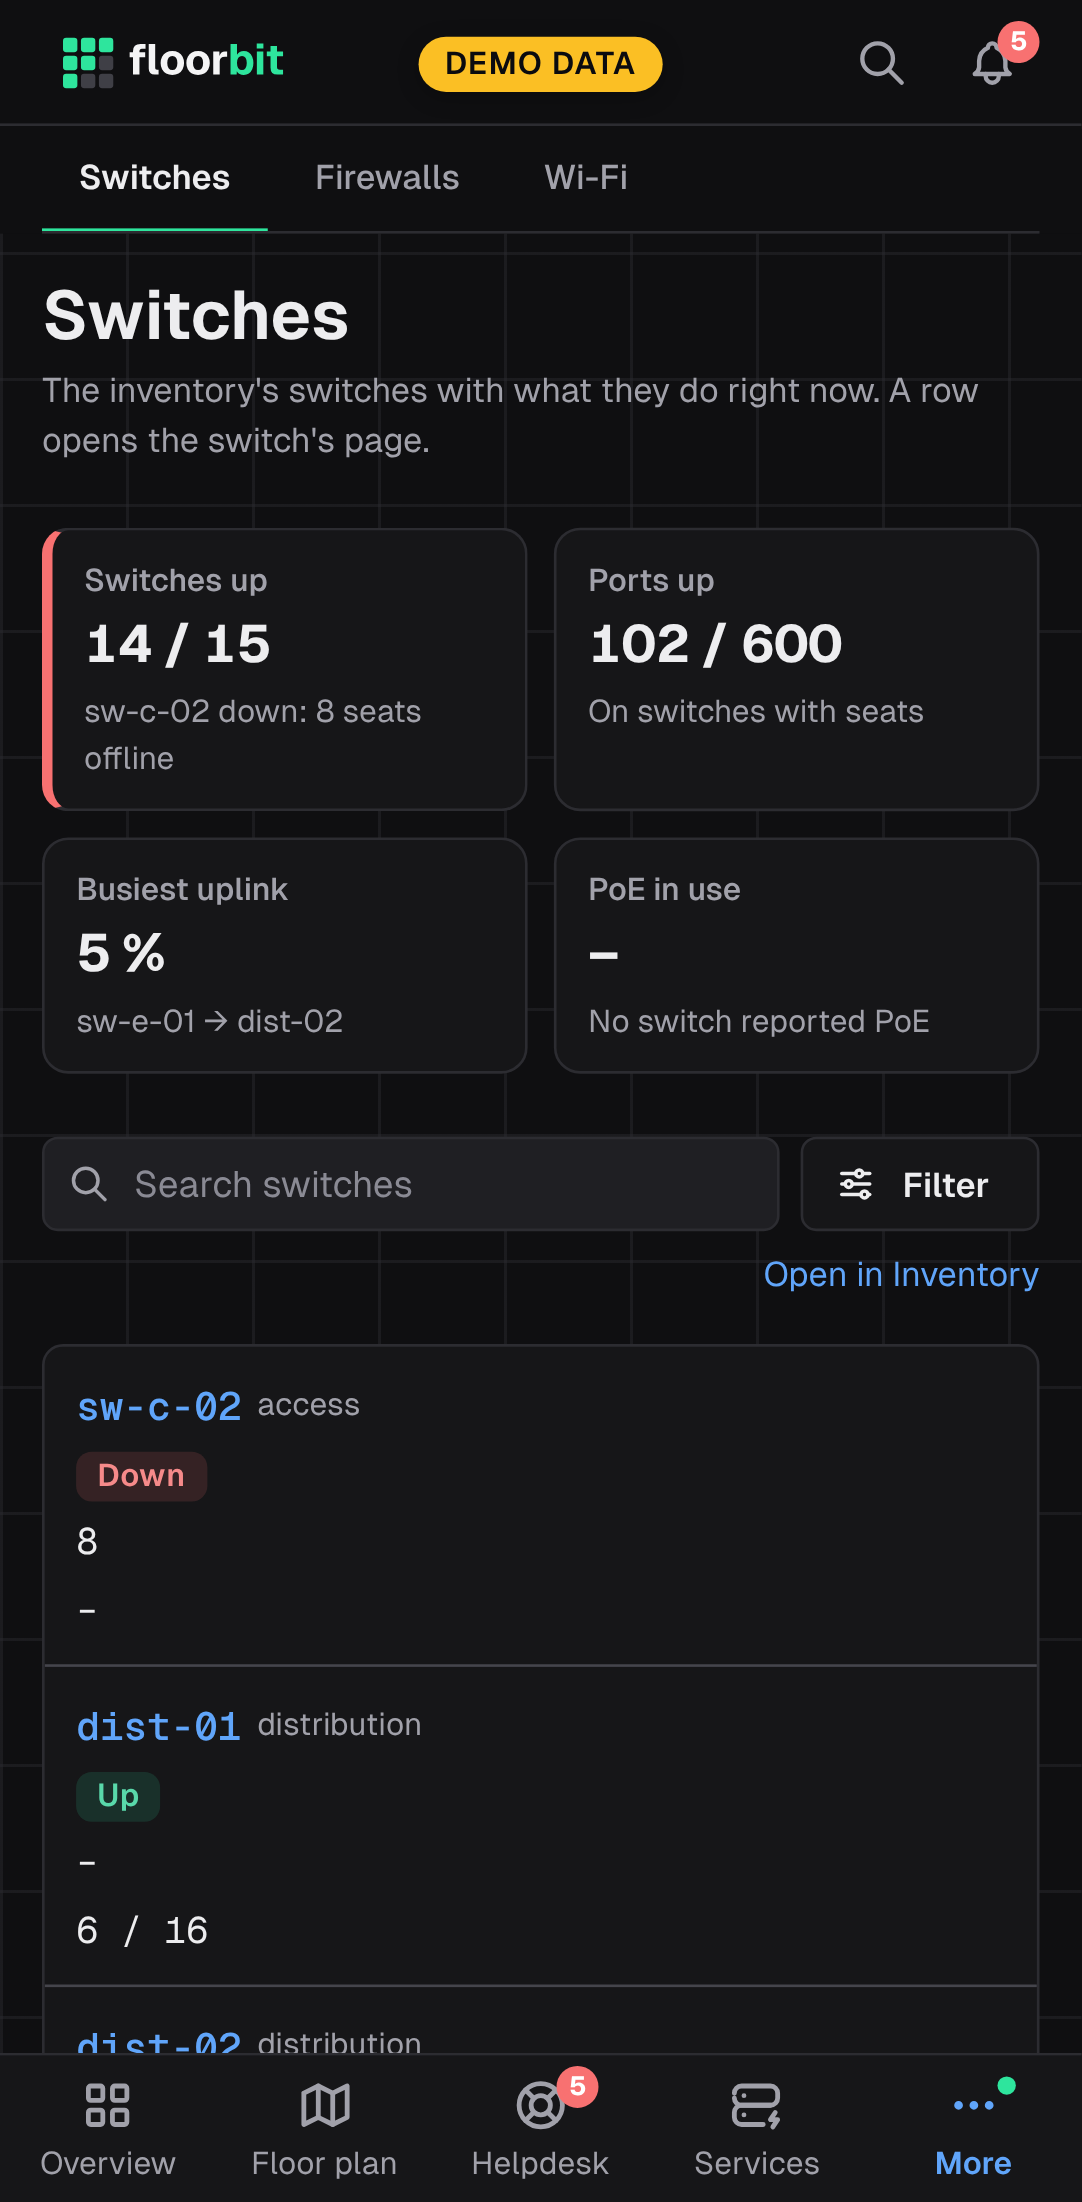 floorbit
DEMO DATA
5
Switches
Firewalls
Wi-Fi
Switches
The inventory's switches with what they do right now. A row
opens the switch's page.
Switches up
14 / 15
sw-c-02 down: 8 seats
offline
Ports up
102 / 600
On switches with seats
Busiest uplink
5 %
sw-e-01 → dist-02
PoE in use
–
No switch reported PoE
Search switches
Filter
Open in Inventory
sw-c-02 access
Down
8
-
dist-01 distribution
Up
-
6 / 16
dist-02 distribution
Overview
Floor plan
5
Helpdesk
Services
More